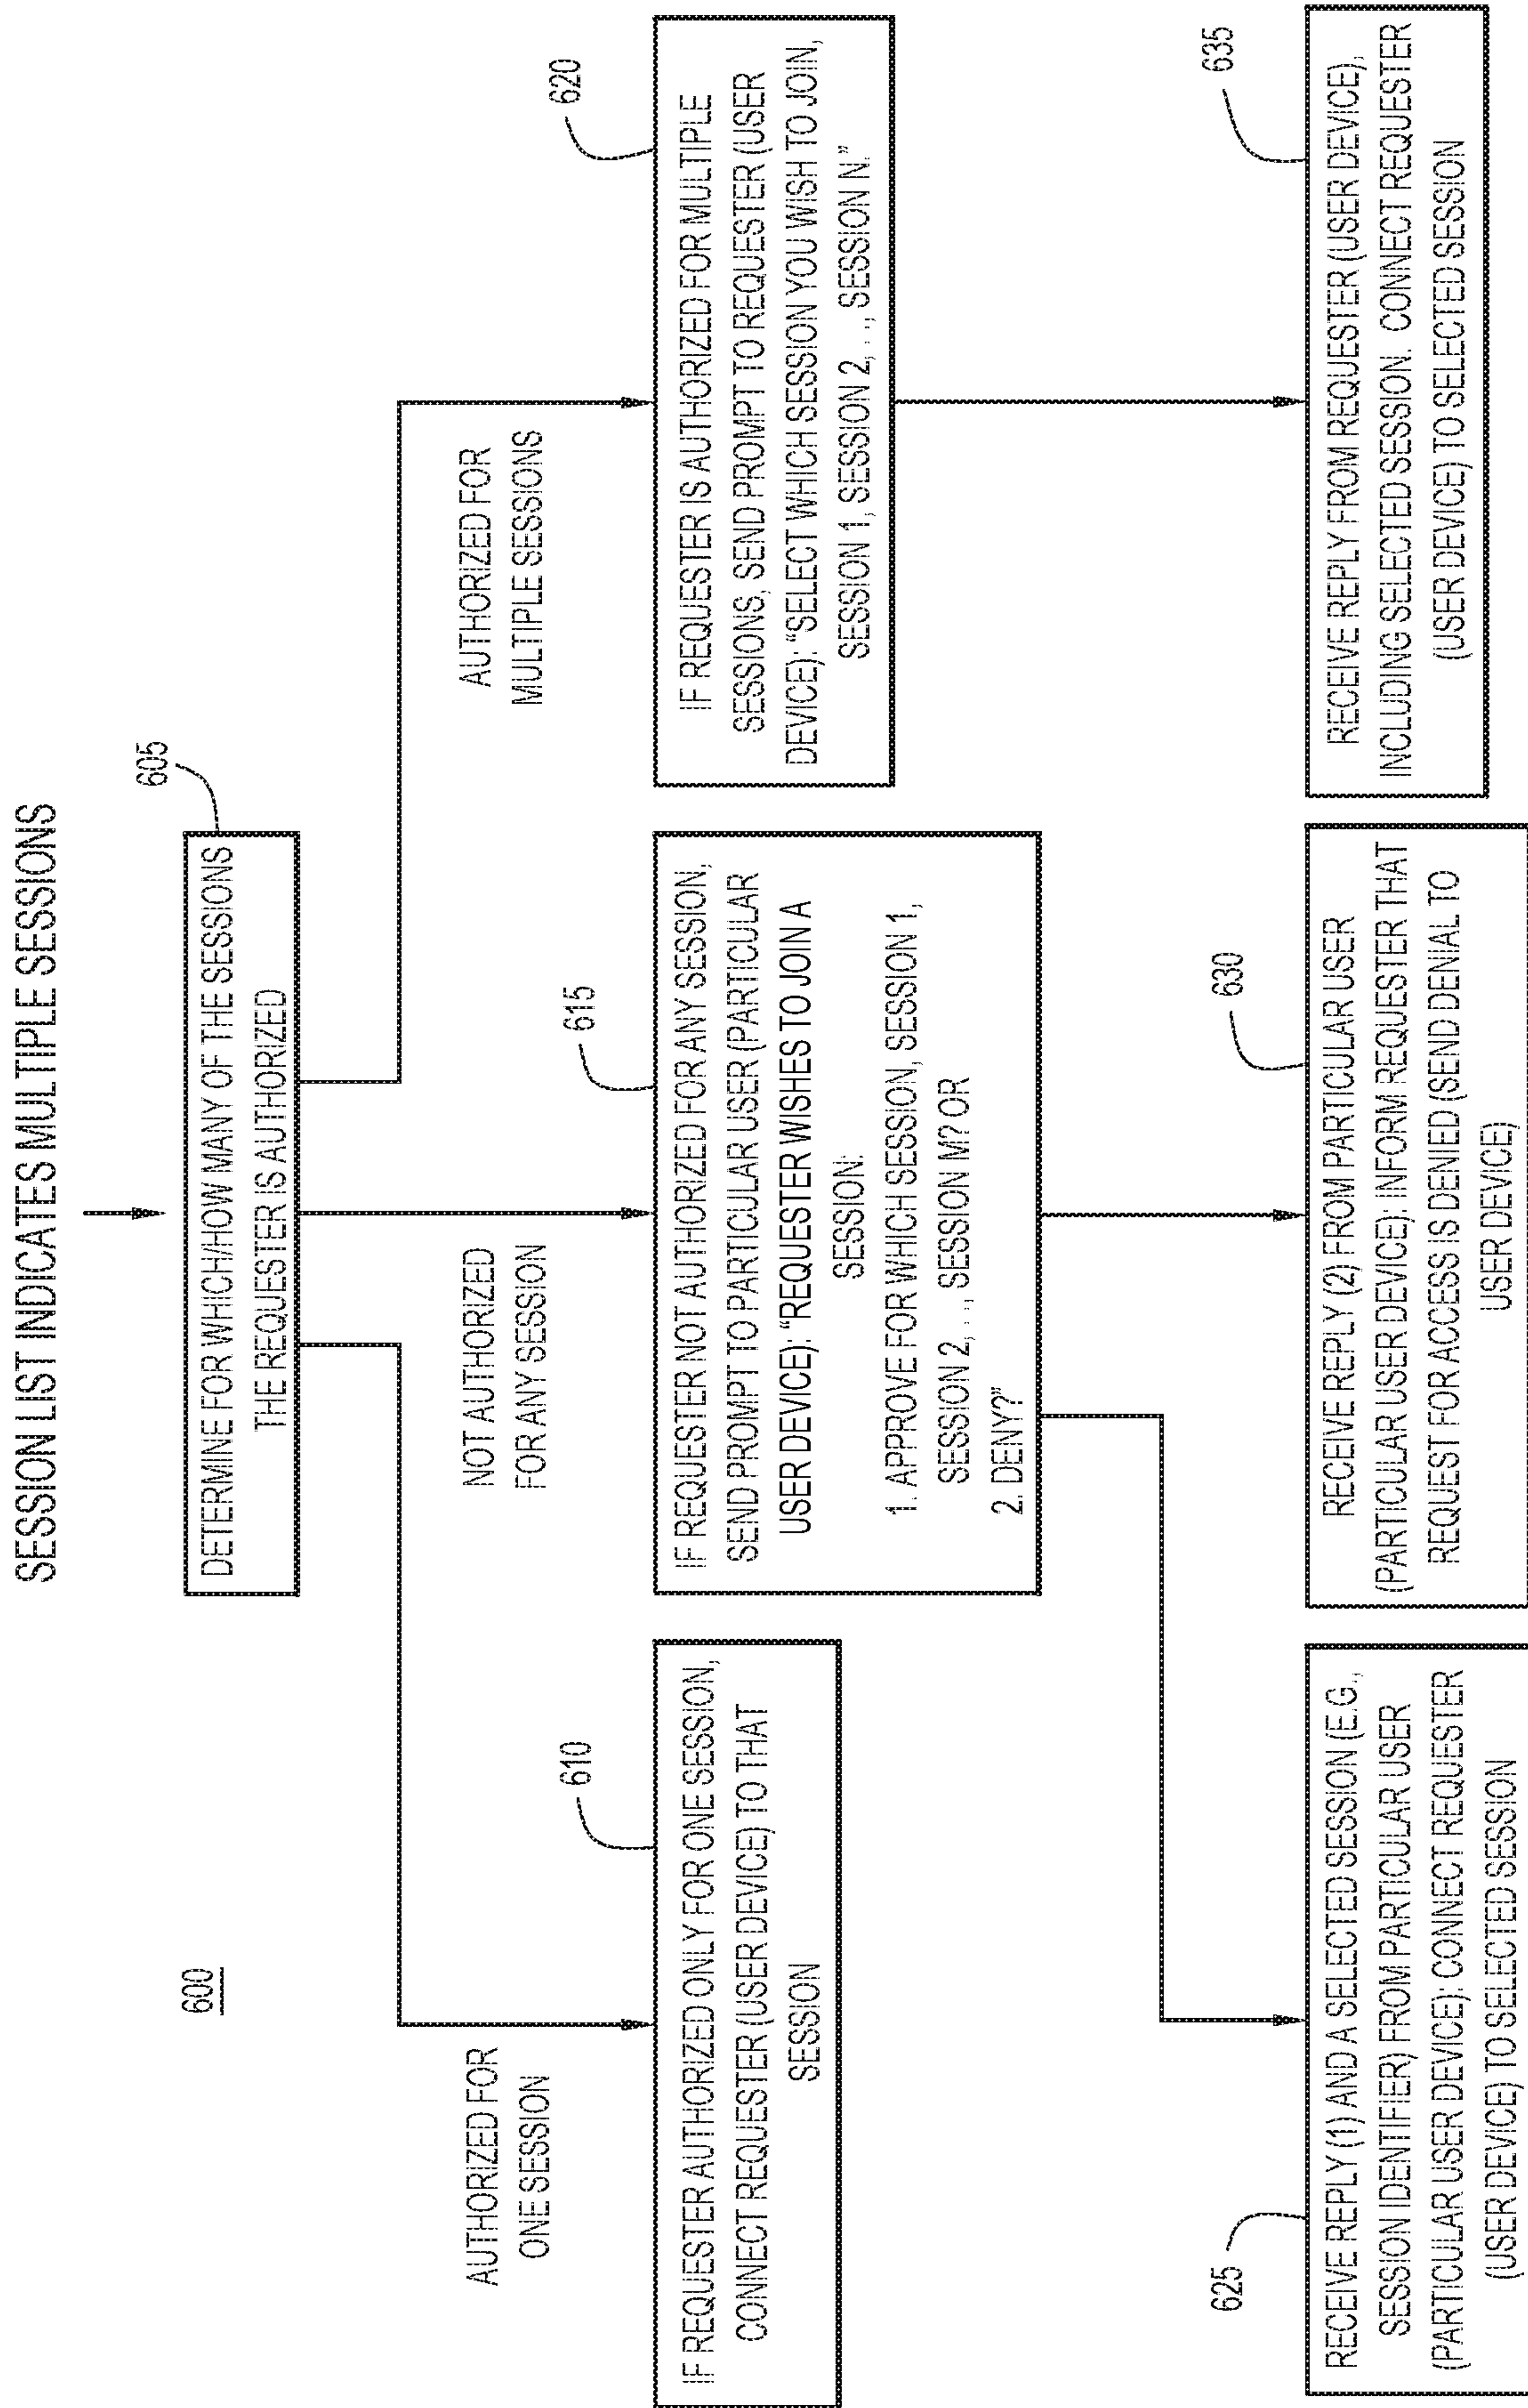 SESSION LIST INDICATES MULTIPLE SESSIONS
600
605
DETERMINE FOR WHICH/HOW MANY OF THE SESSIONS
THE REQUESTER IS AUTHORIZED
AUTHORIZED FOR
ONE SESSION
NOT AUTHORIZED
FOR ANY SESSION
AUTHORIZED FOR
MULTIPLE SESSIONS
610
IF REQUESTER AUTHORIZED ONLY FOR ONE SESSION,
CONNECT REQUESTER (USER DEVICE) TO THAT
SESSION
615
IF REQUESTER NOT AUTHORIZED FOR ANY SESSION,
SEND PROMPT TO PARTICULAR USER (PARTICULAR
USER DEVICE): “REQUESTER WISHES TO JOIN A
SESSION:
1. APPROVE FOR WHICH SESSION, SESSION 1,
SESSION 2, . . ., SESSION M? OR
2. DENY?”
620
IF REQUESTER IS AUTHORIZED FOR MULTIPLE
SESSIONS, SEND PROMPT TO REQUESTER (USER
DEVICE): “SELECT WHICH SESSION YOU WISH TO JOIN,
SESSION 1, SESSION 2, . . ., SESSION N.”
625
RECEIVE REPLY (1) AND A SELECTED SESSION (E.G.,
SESSION IDENTIFIER) FROM PARTICULAR USER
(PARTICULAR USER DEVICE): CONNECT REQUESTER
(USER DEVICE) TO SELECTED SESSION
630
RECEIVE REPLY (2) FROM PARTICULAR USER
(PARTICULAR USER DEVICE): INFORM REQUESTER THAT
REQUEST FOR ACCESS IS DENIED (SEND DENIAL TO
USER DEVICE)
635
RECEIVE REPLY FROM REQUESTER (USER DEVICE),
INCLUDING SELECTED SESSION. CONNECT REQUESTER
(USER DEVICE) TO SELECTED SESSION